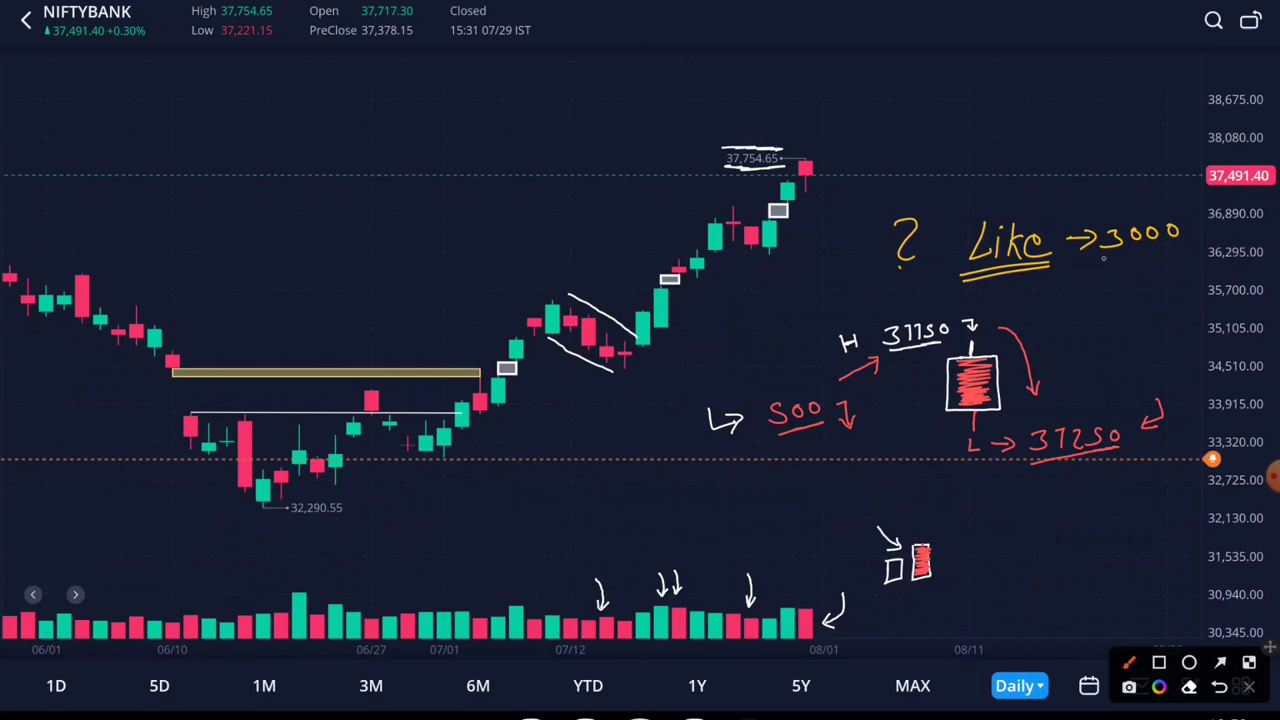 NIFTYBANK
▲37,491.40 +0.30%
High 37,754.65 Open 37,717.30 Closed
Low 37,221.15 PreClose 37,378.15 15:31 07/29 IST
38,675.00
38,080.00
37,754.65
37,491.40
36,890.00
? Like → 3000
36,295.00
35,700.00
H 37750
35,105.00
34,510.00
33,915.00
500
L → 37250
33,320.00
32,725.00
32,290.55
32,130.00
31,535.00
30,940.00
30,345.00
06/01 06/10 06/27 07/01 07/12 08/01 08/11
1D 5D 1M 3M 6M YTD 1Y 5Y MAX Daily